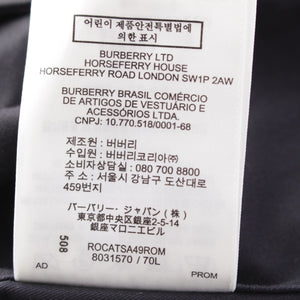 어린이 제품안전특별법에
의한 표시
BURBERRY LTD
HORSEFERRY HOUSE
HORSEFERRY ROAD LONDON SW1P 2AW
BURBERRY BRASIL COMÉRCIO
DE ARTIGOS DE VESTUÁRIO E
ACESSÓRIOS LTDA.
CNPJ: 10.770.518/0001-68
제조원 : 버버리
수입원 : 버버리코리아㈜
소비자상담실 : 080 700 8800
주소 : 서울시 강남구 도산대로
459번지
バーバリー・ジャパン(株)
東京都中央区銀座2-5-14
銀座マロニエビル
508
ROCATSA49ROM
8031570 / 70L
AD
PROM